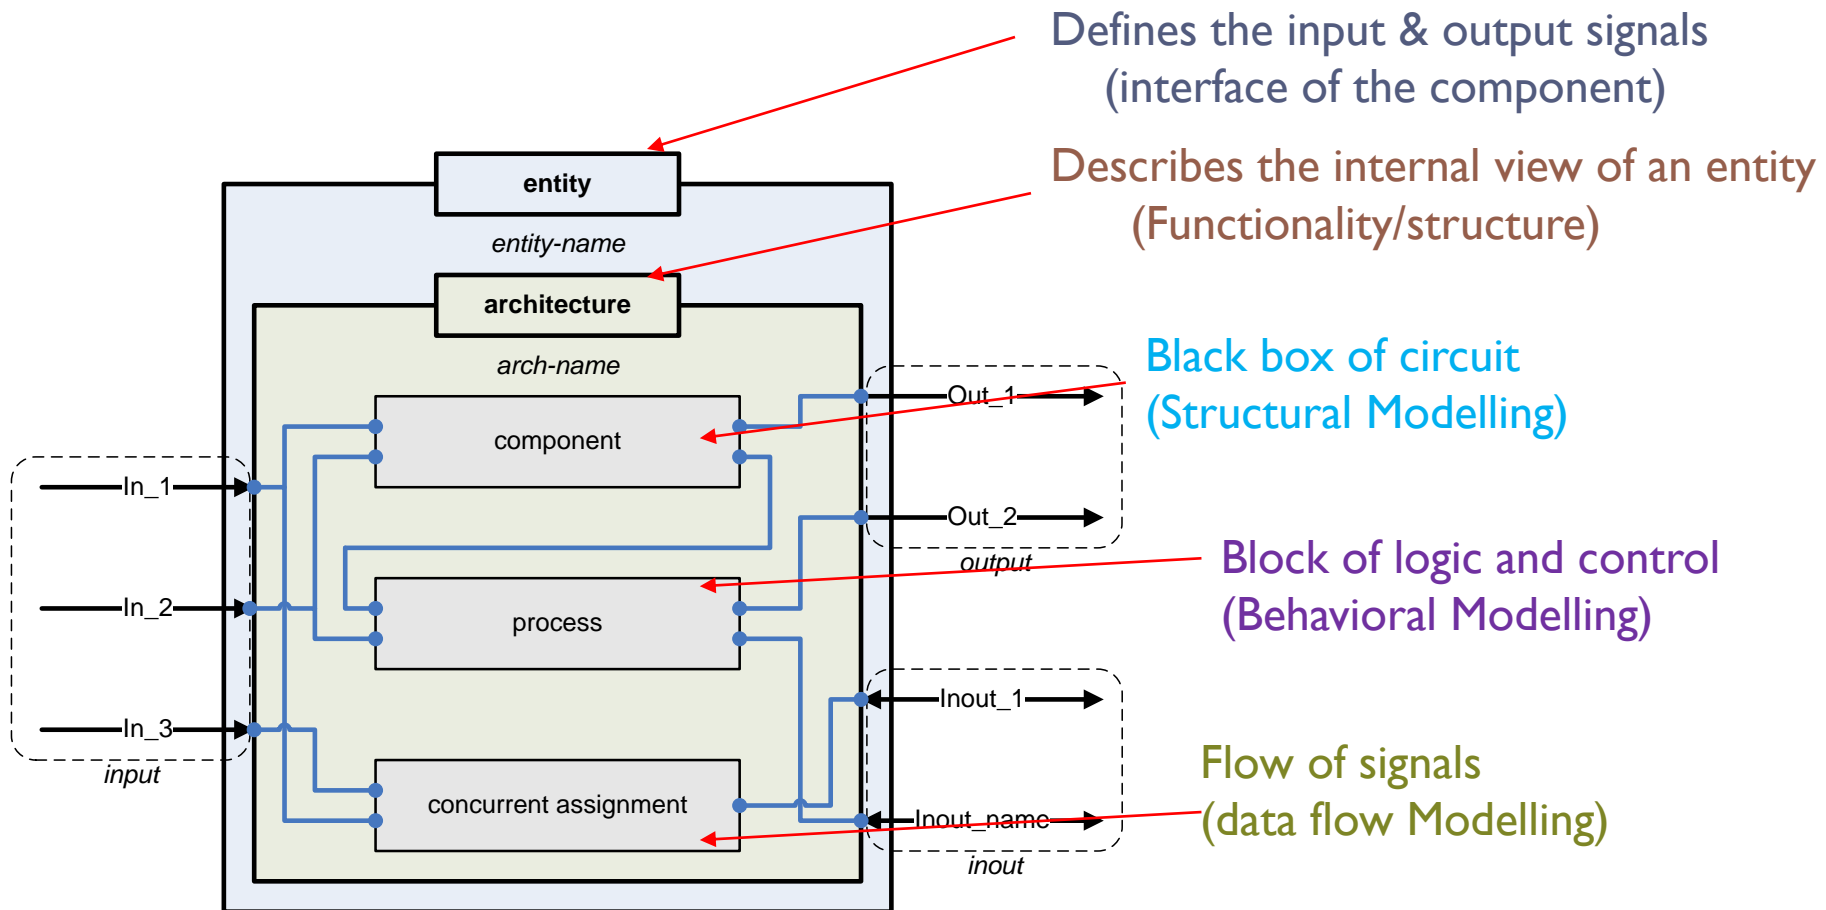 Defines the input & output signals
(interface of the component)
entity
Describes the internal view of an entity
(Functionality/structure)
entity-name
architecture
arch-name
Black box of circuit
(Structural Modelling)
Out_1
component
In_1
Out_2
output
Block of logic and control
(Behavioral Modelling)
In_2
process
Inout_1
In_3
input
Flow of signals
(data flow Modelling)
concurrent assignment
Inout_name
inout